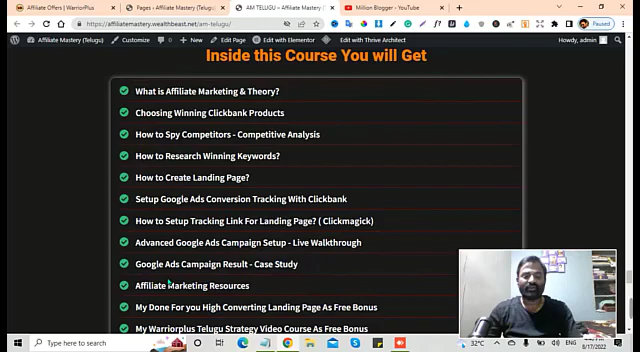 Affiliate Offers | WarriorPlus
Pages ‹ Affiliate Mastery (Telugu)
AM TELUGU - Affiliate Mastery (
Million Blogger - YouTube
https://affiliatemastery.wealthbeast.net/am-telugu/
Paused
Affiliate Mastery (Telugu)
Customize
0
New
Edit Page
Edit with Elementor
Edit with Thrive Architect
Howdy, admin
Inside this Course You will Get
What is Affiliate Marketing & Theory?
Choosing Winning Clickbank Products
How to Spy Competitors - Competitive Analysis
How to Research Winning Keywords?
How to Create Landing Page?
Setup Google Ads Conversion Tracking With Clickbank
How to Setup Tracking Link For Landing Page? ( Clickmagick)
Advanced Google Ads Campaign Setup - Live Walkthrough
Google Ads Campaign Result - Case Study
Affiliate Marketing Resources
My Done For you High Converting Landing Page As Free Bonus
My Warriorplus Telugu Strategy Video Course As Free Bonus
Type here to search
32°C
ENG
8/17/2022